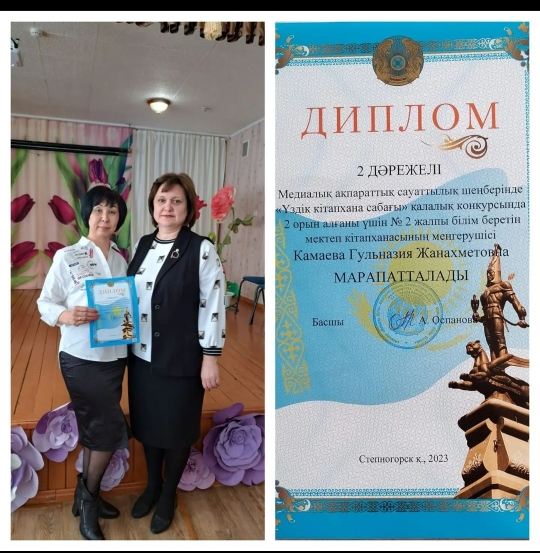 ДИПЛОМ
ДИПЛОМ
2 ДӘРЕЖЕЛІ
Медиалық ақпараттық сауаттылық шеңберінде
«Үздік кітапхана сабағы» қалалық конкурсында
2 орын алғаны үшін № 2 жалпы білім беретін
мектеп кітапханасының меңгерушісі
Камаева Гульназия Жанахметовна
МАРАПАТТАЛАДЫ
Басшы А. Оспанова
Степногорск қ., 2023